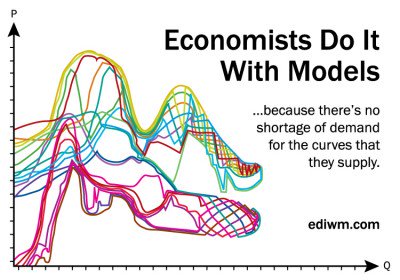 P
Economists Do It
With Models
...because there's no
shortage of demand
for the curves that
they supply.
ediwm.com
Q